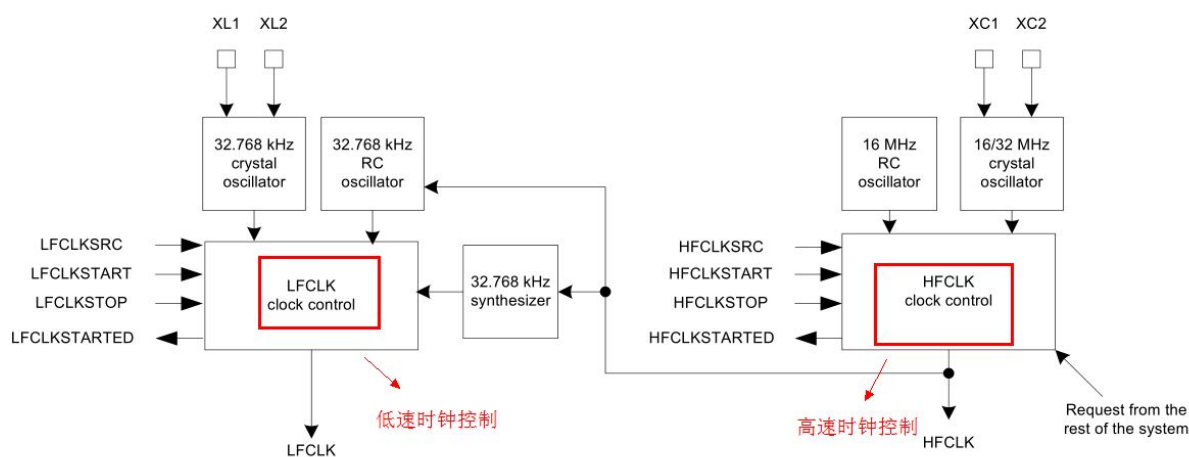 XL1 XL2
XC1 XC2
32.768 kHz
crystal
oscillator
32.768 kHz
RC
oscillator
16 MHz
RC
oscillator
16/32 MHz
crystal
oscillator
LFCLKSRC
LFCLKSTART
LFCLKSTOP
LFCLKSTARTED
LFCLK
clock control
32.768 kHz
synthesizer
HFCLKSRC
HFCLKSTART
HFCLKSTOP
HFCLKSTARTED
HFCLK
clock control
低速时钟控制
高速时钟控制
Request from the
rest of the system
LFCLK
HFCLK